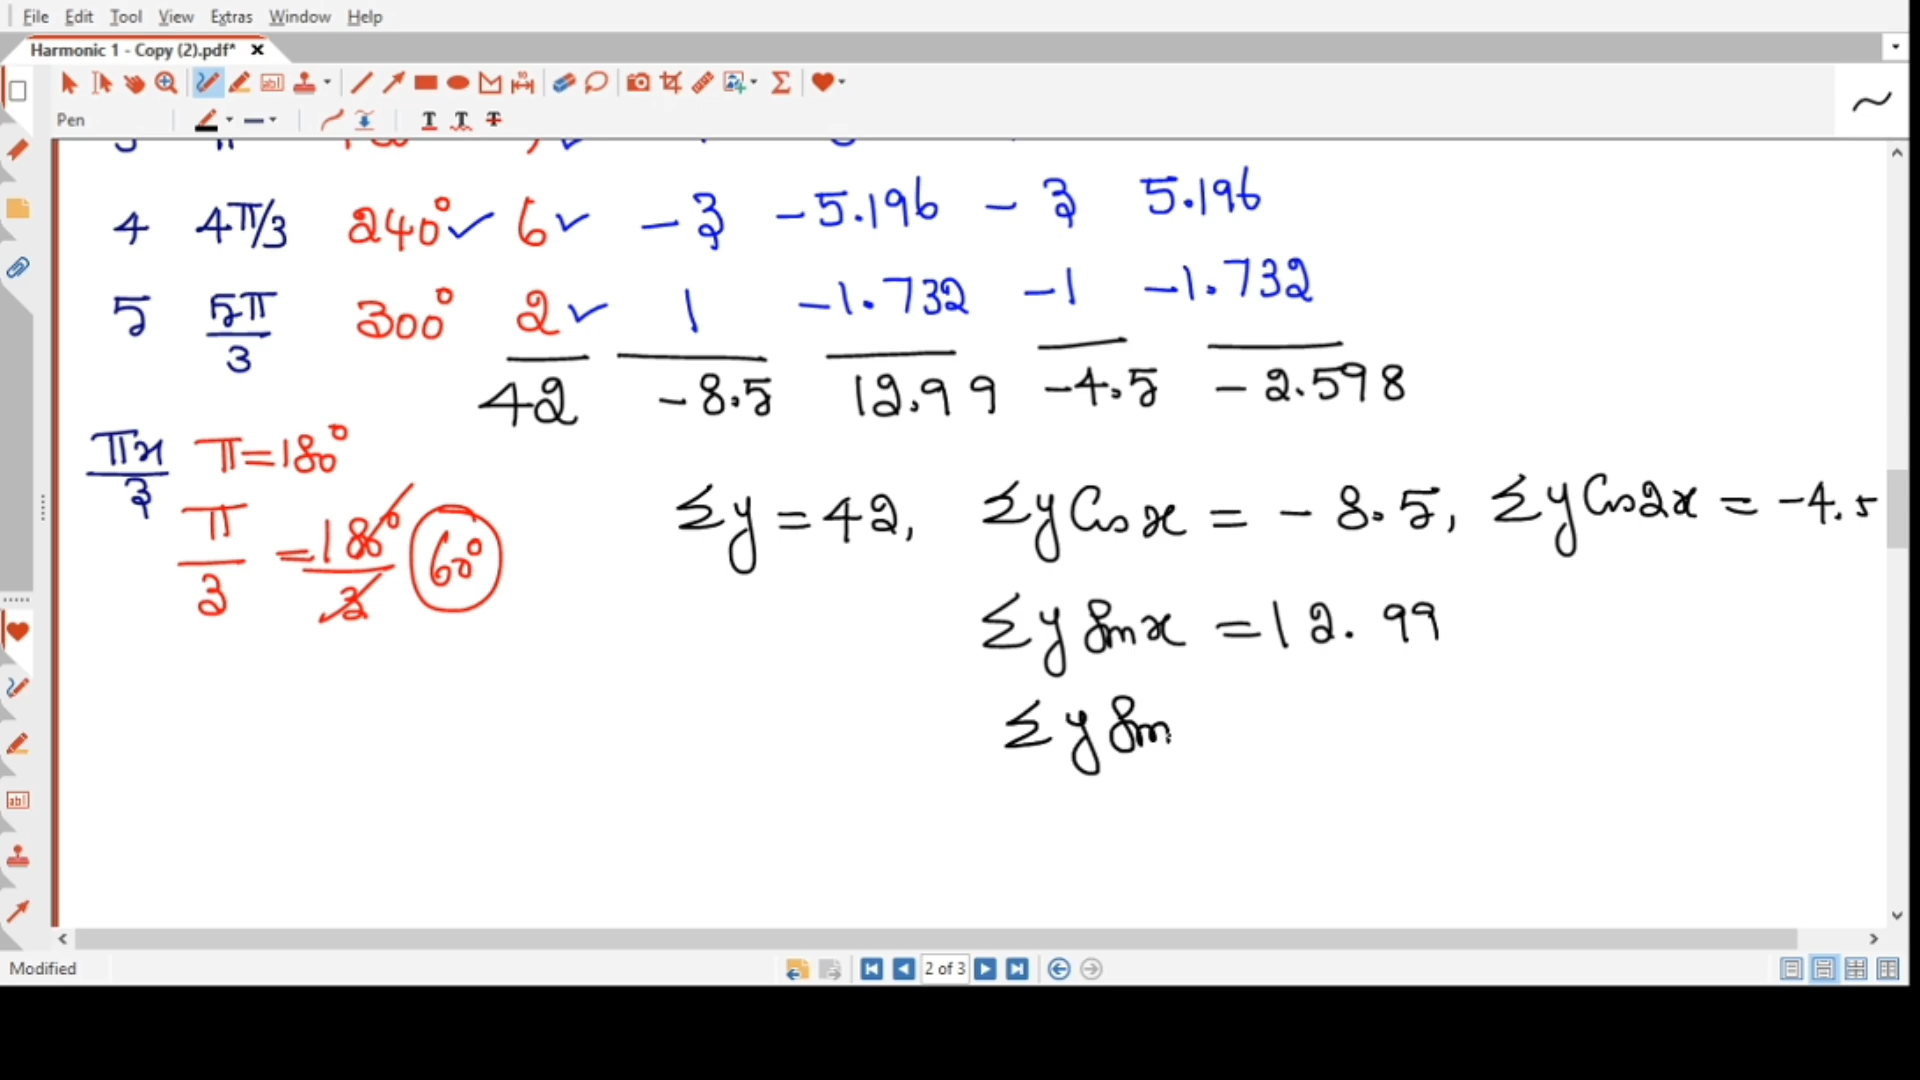 File Edit Tool View Extras Window Help
Harmonic 1 - Copy (2).pdf*
Pen
4 4π/3 240° ✓ 6 ✓ -3 -5.196 -3 5.196
5 5π/3 300° 2 ✓ 1 -1.732 -1 -1.732
42 -8.5 12.99 -4.5 -2.598
πx/3 π=180°
π/3 = 180°/3 60°
Σy = 42, Σy Cos x = -8.5, Σy Cos2x = -4.5
Σy Sin x = 12.99
Σy Sin
Modified 2 of 3